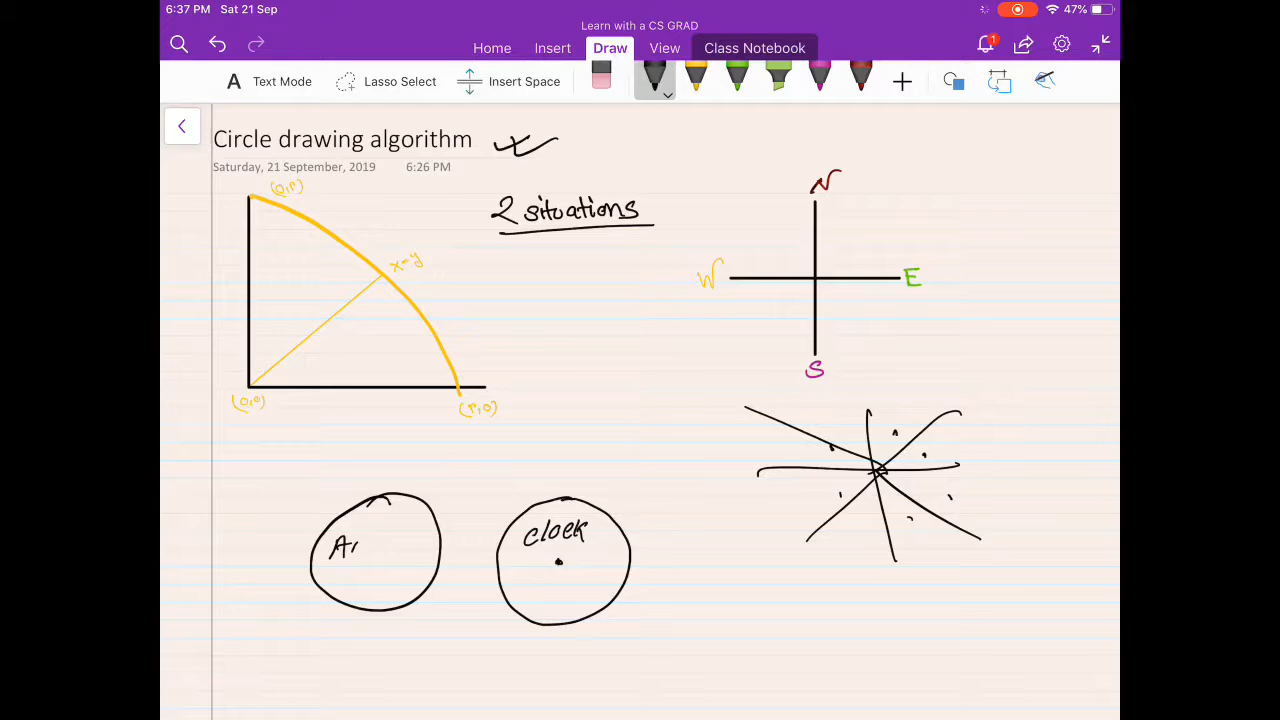 6:37 PM Sat 21 Sep
47%
Learn with a CS GRAD
Home Insert Draw View Class Notebook
1
A Text Mode Lasso Select Insert Space
Circle drawing algorithm
Saturday, 21 September, 2019 6:26 PM
(0,r)
2 situations
x=y
N
W
E
S
(0,0)
(r,0)
Clock